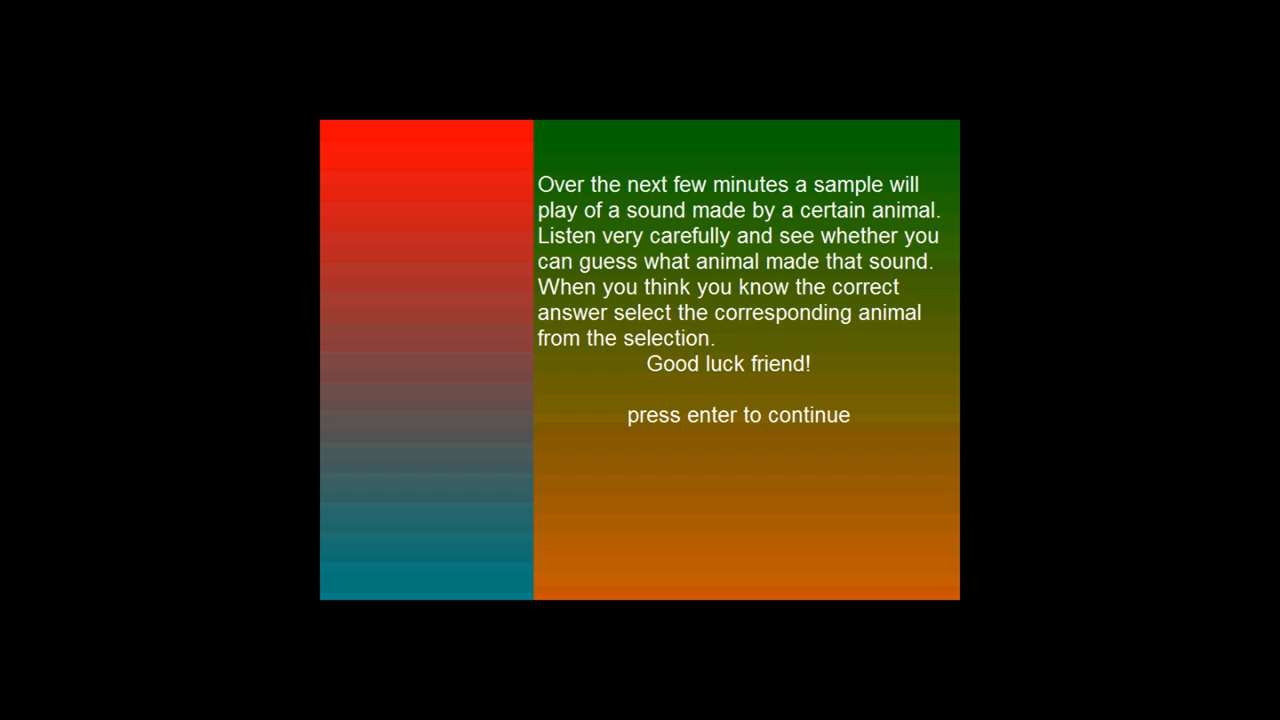 Over the next few minutes a sample will
play of a sound made by a certain animal.
Listen very carefully and see whether you
can guess what animal made that sound.
When you think you know the correct
answer select the corresponding animal
from the selection.
Good luck friend!
press enter to continue